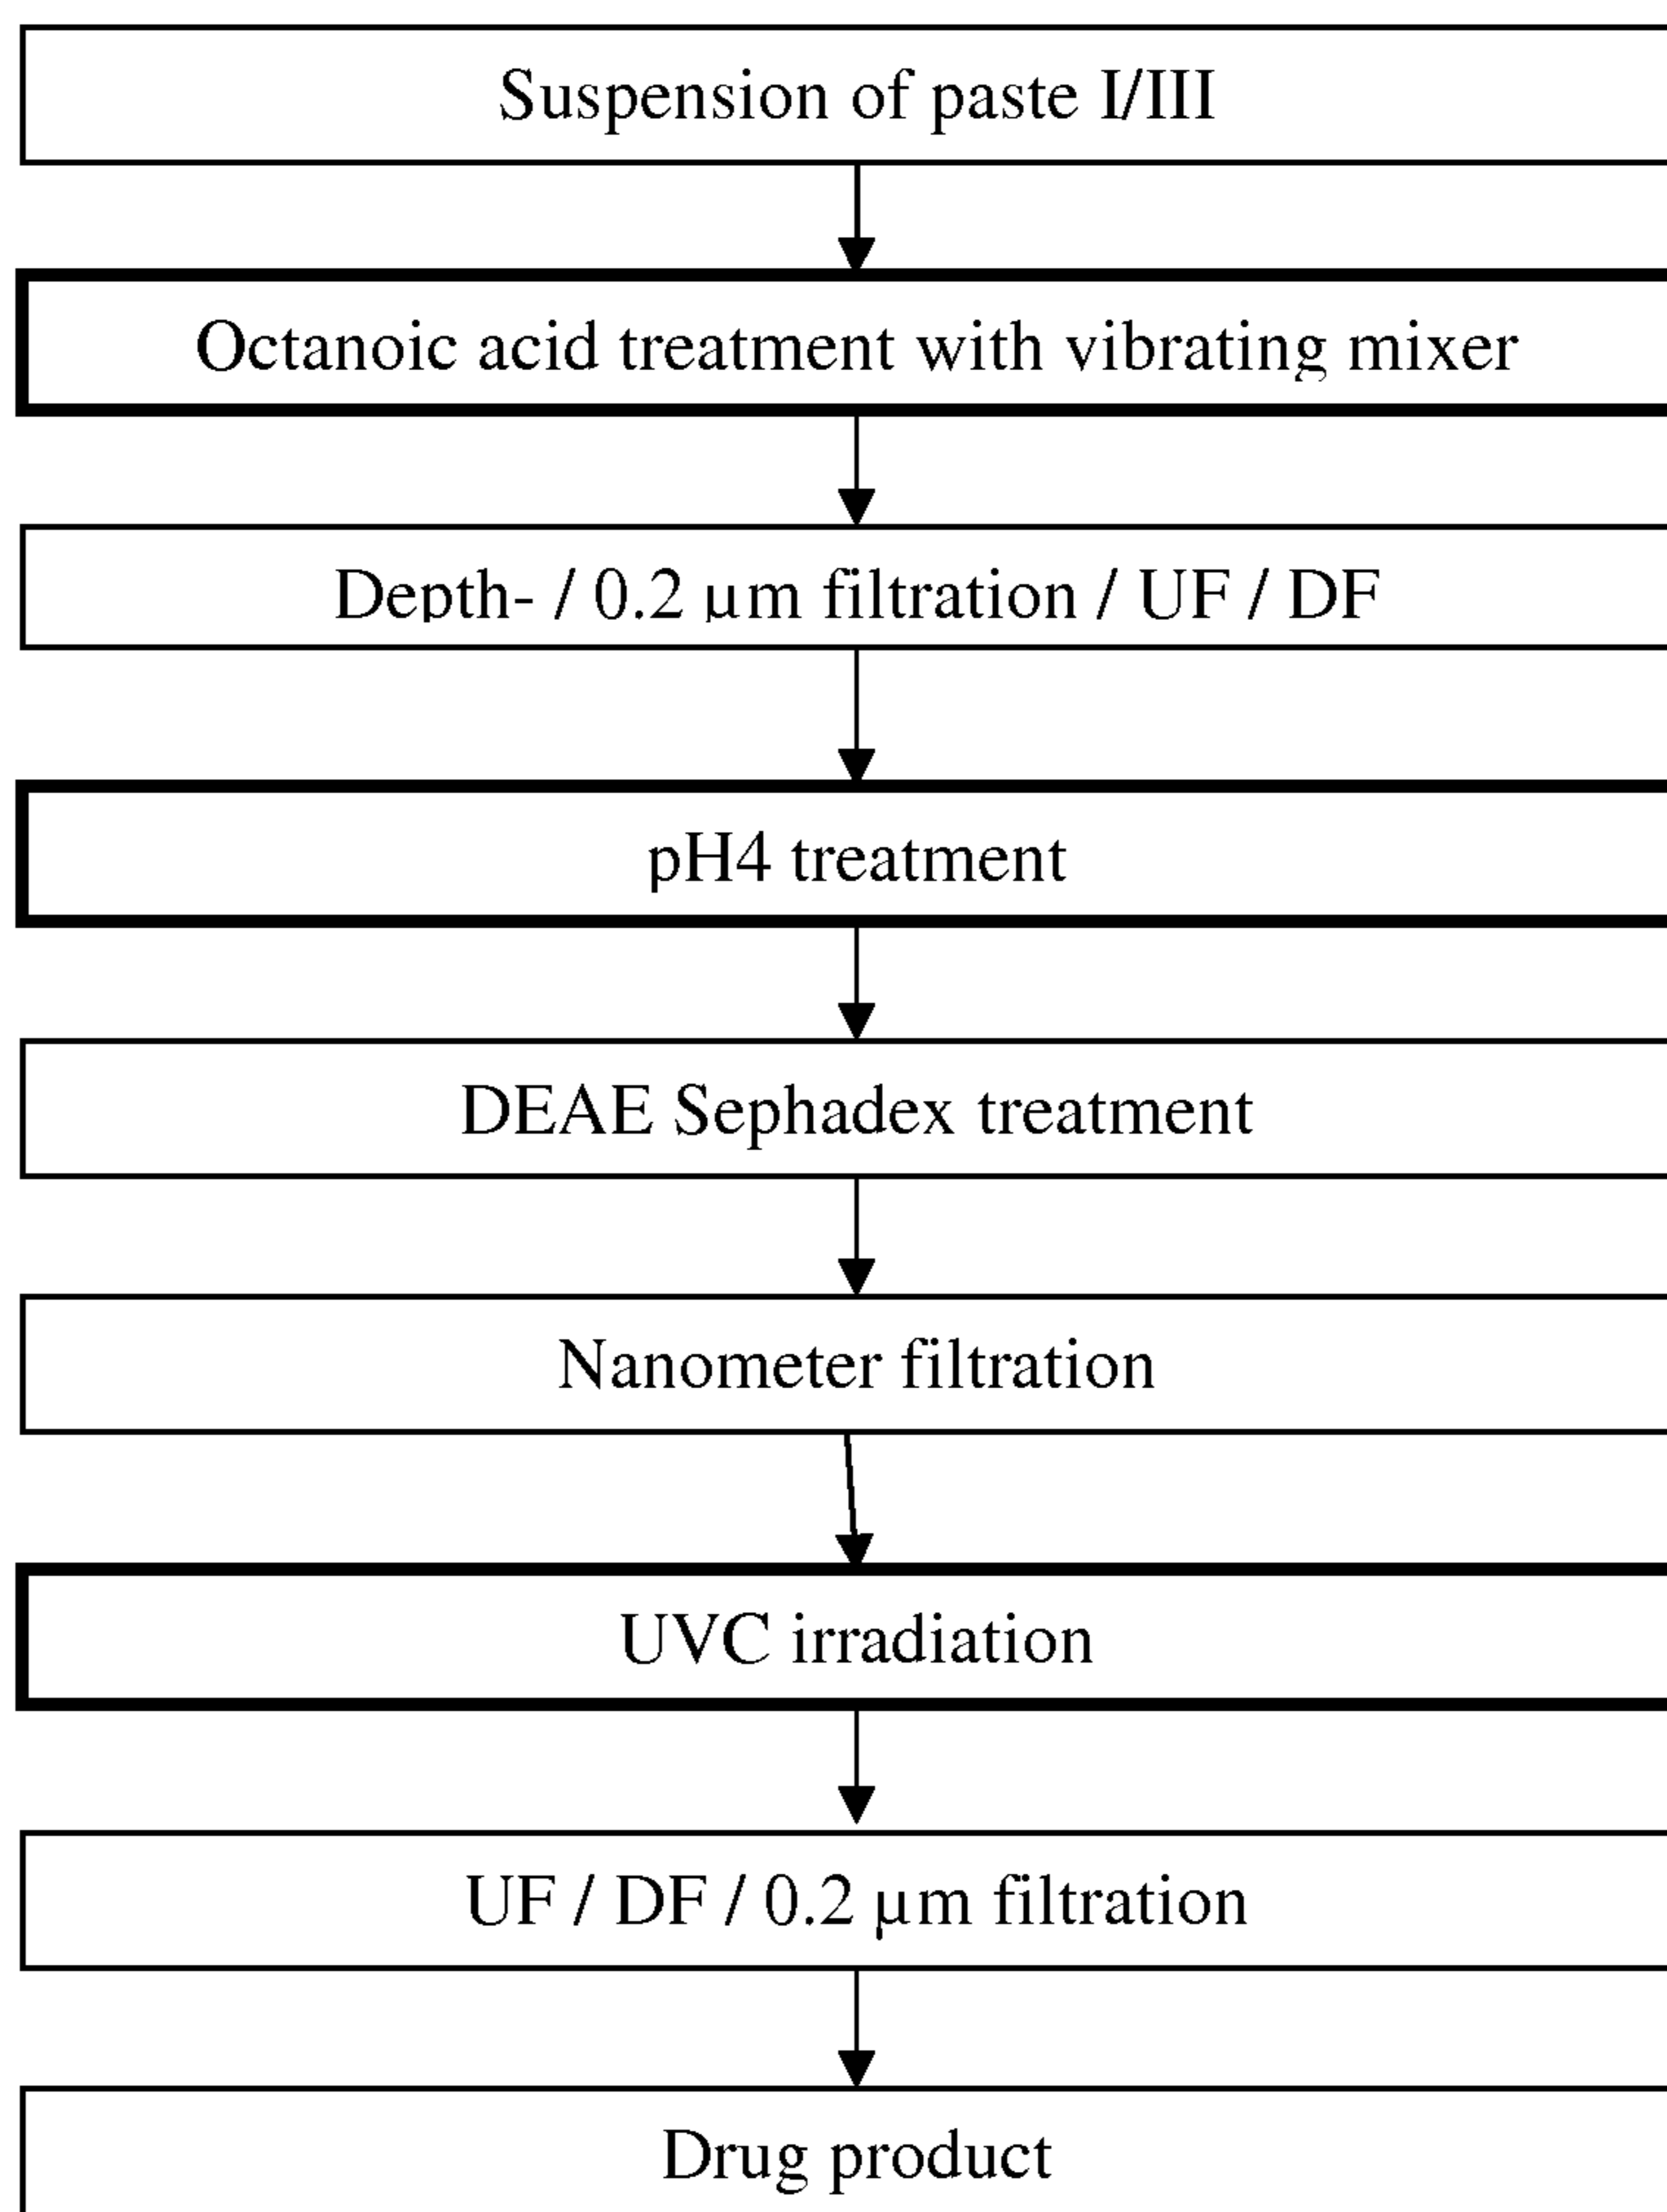 Suspension of paste I/III
Octanoic acid treatment with vibrating mixer
Depth- / 0.2 µm filtration / UF / DF
pH4 treatment
DEAE Sephadex treatment
Nanometer filtration
UVC irradiation
UF / DF / 0.2 µm filtration
Drug product